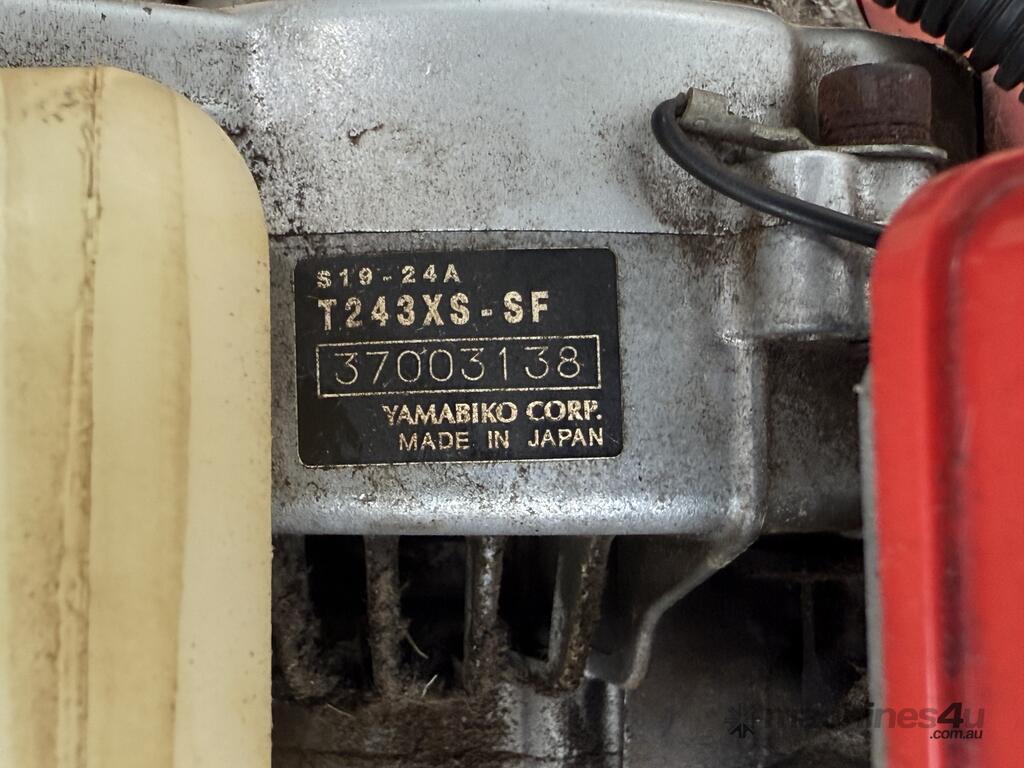 S19-24A
T243XS-SF
37003138
YAMABIKO CORP.
MADE IN JAPAN
machines4u
.com.au